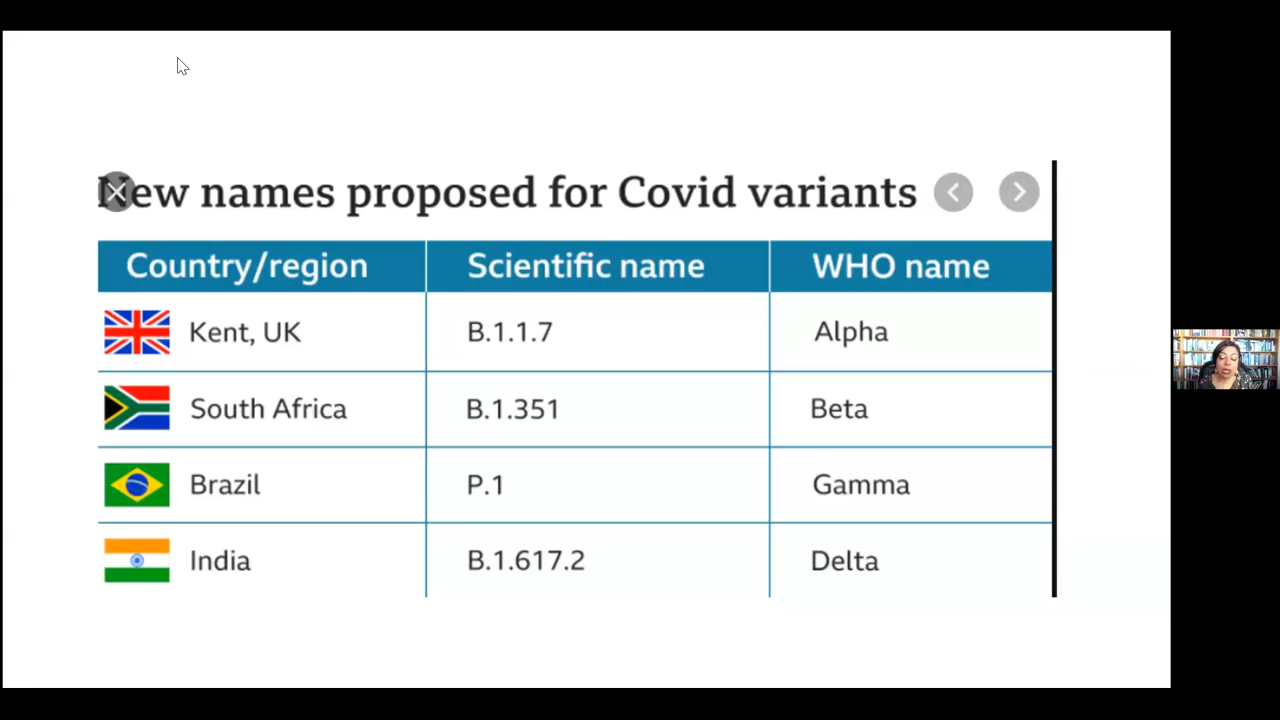 New names proposed for Covid variants
Country/region Scientific name WHO name
Kent, UK B.1.1.7 Alpha
South Africa B.1.351 Beta
Brazil P.1 Gamma
India B.1.617.2 Delta